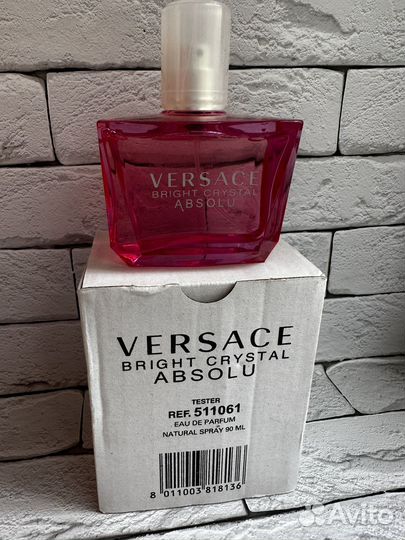 VERSACE
BRIGHT CRYSTAL
ABSOLU
VERSACE
BRIGHT CRYSTAL
ABSOLU
TESTER
REF. 511061
EAU DE PARFUM
NATURAL SPRAY 90 ML
8 011003 818136
Avito